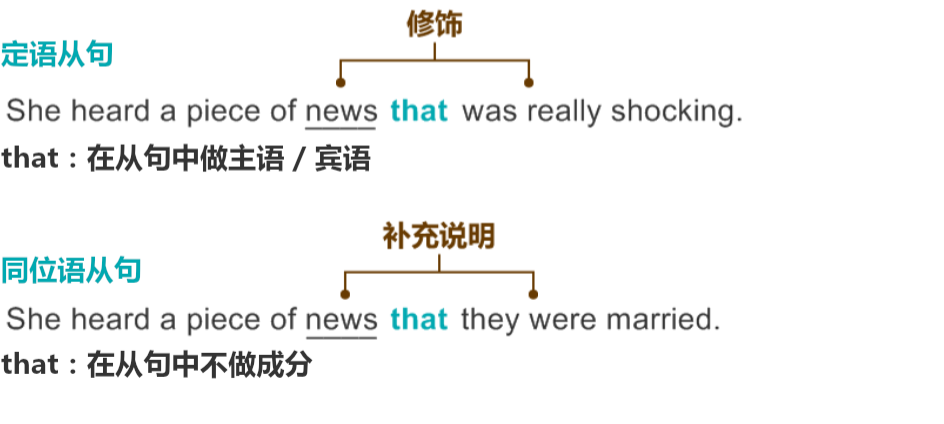 修饰
定语从句
She heard a piece of news that was really shocking.
that：在从句中做主语 / 宾语
补充说明
同位语从句
She heard a piece of news that they were married.
that：在从句中不做成分